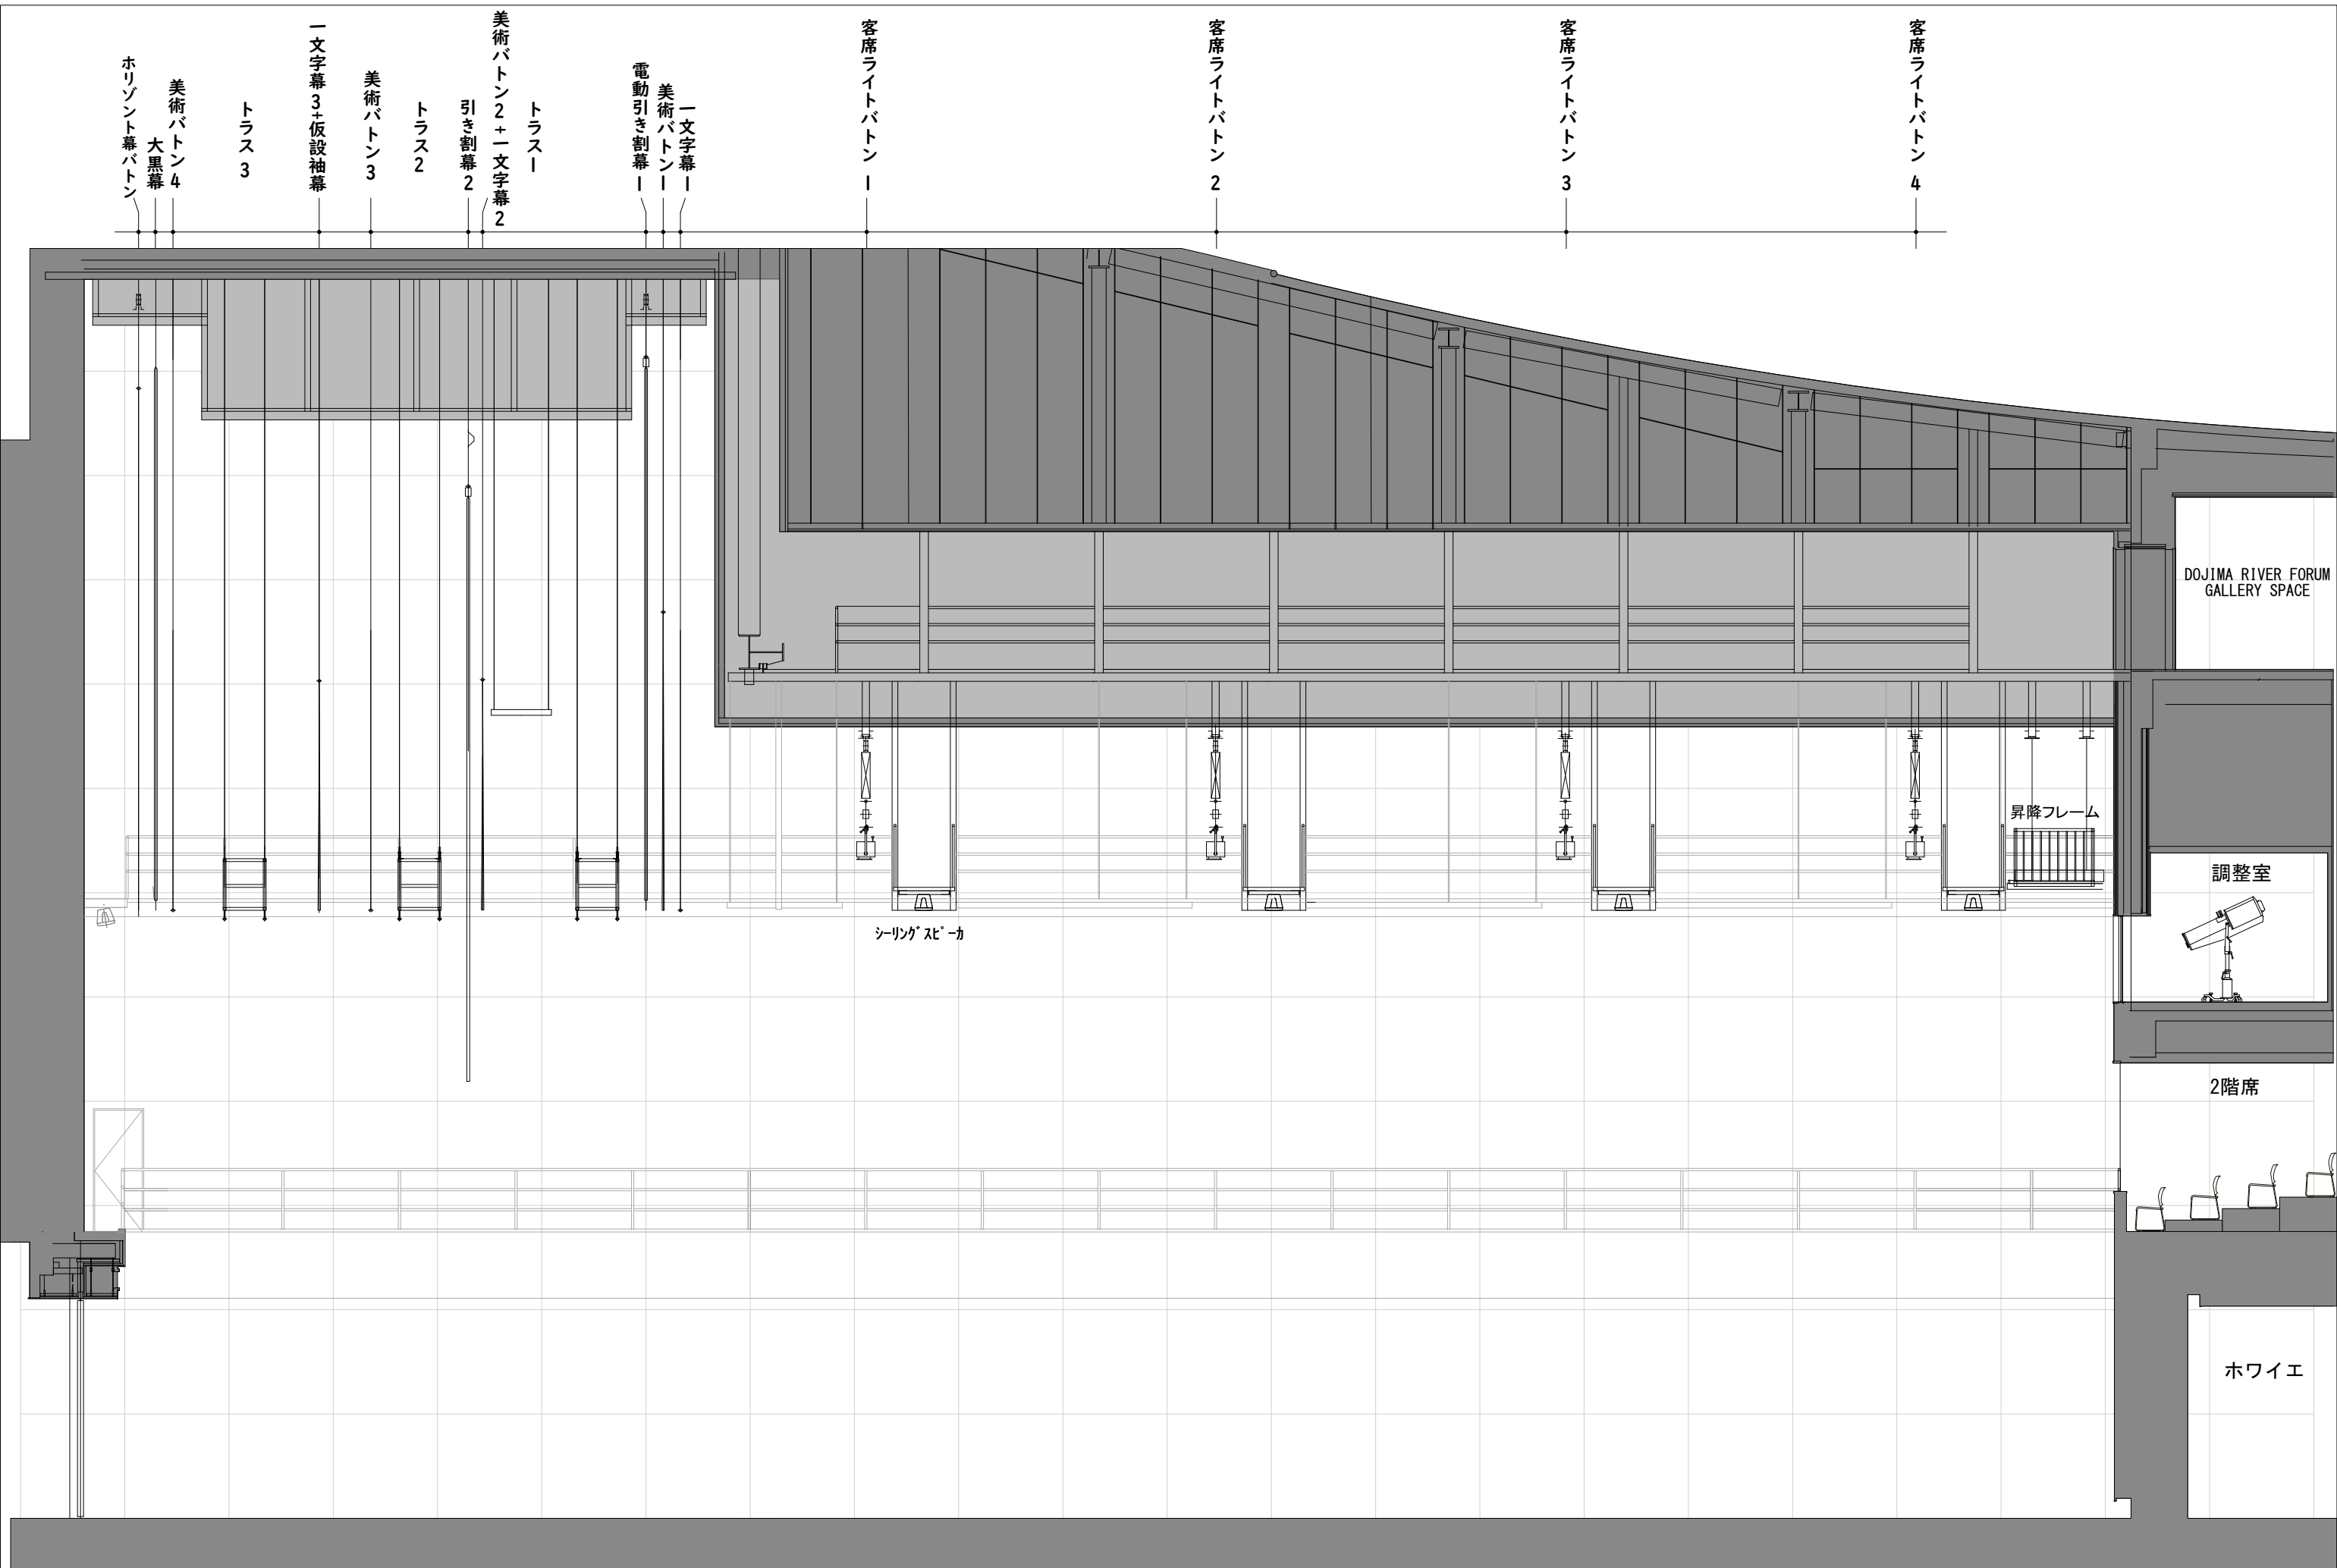 ホリゾント幕バトン
大黒幕
美術バトン4
トラス 3
一文字幕3+仮設袖幕
美術バトン 3
トラス2
引き割幕 2
美術バトン2 + 一文字幕2
トラス1
電動引き割幕 1
美術バトン1
一文字幕1
客席ライトバトン 1
客席ライトバトン 2
客席ライトバトン 3
客席ライトバトン 4
DOJIMA RIVER FORUM
GALLERY SPACE
昇降フレーム
調整室
シーリングスピーカ
2階席
ホワイエ